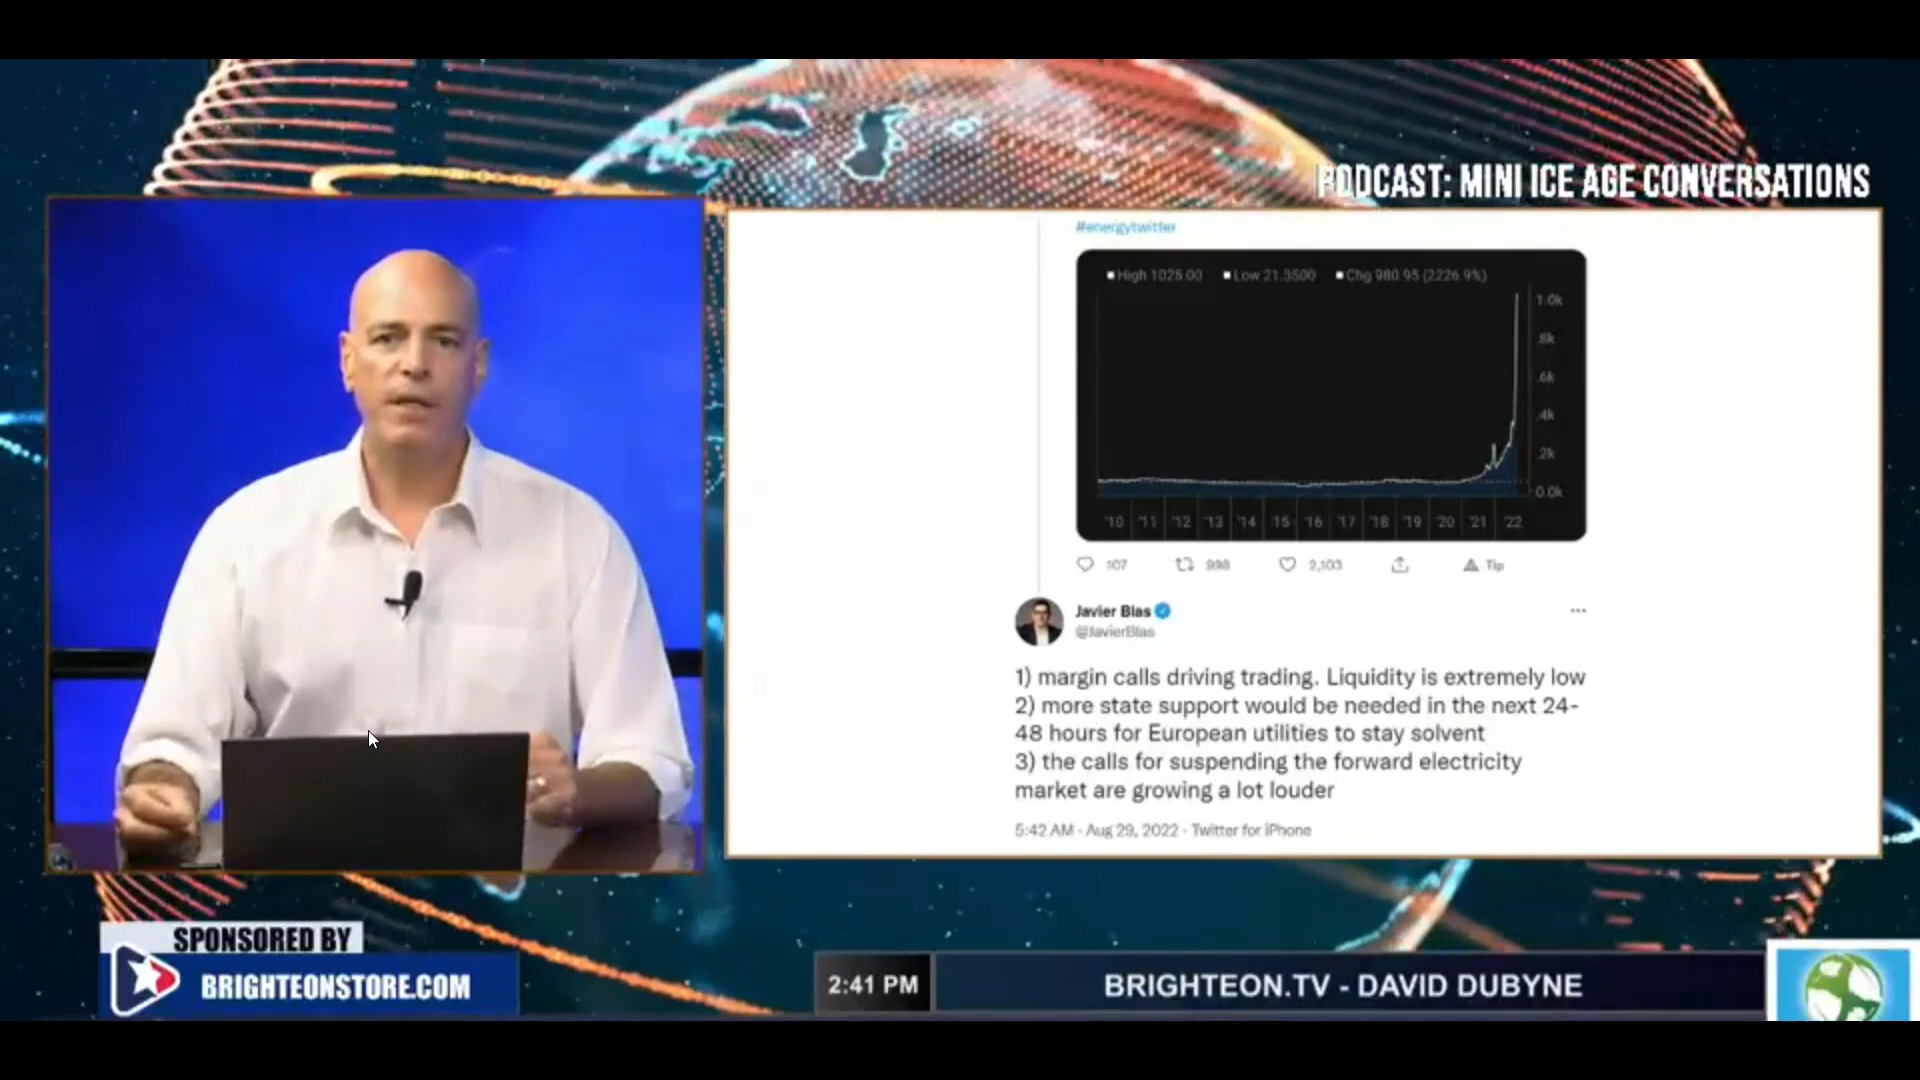 PODCAST: MINI ICE AGE CONVERSATIONS
#energytwitter
High 1025.00 Low 21.3500 Chg 980.95 (2226.9%)
1.0k
.8k
.6k
.4k
.2k
0.0k
'10 '11 '12 '13 '14 '15 '16 '17 '18 '19 '20 '21 '22
107 998 2,103 Tip
Javier Blas
@JavierBlas
1) margin calls driving trading. Liquidity is extremely low
2) more state support would be needed in the next 24-
48 hours for European utilities to stay solvent
3) the calls for suspending the forward electricity
market are growing a lot louder
5:42 AM - Aug 29, 2022 - Twitter for iPhone
SPONSORED BY
BRIGHTEONSTORE.COM
2:41 PM
BRIGHTEON.TV - DAVID DUBYNE